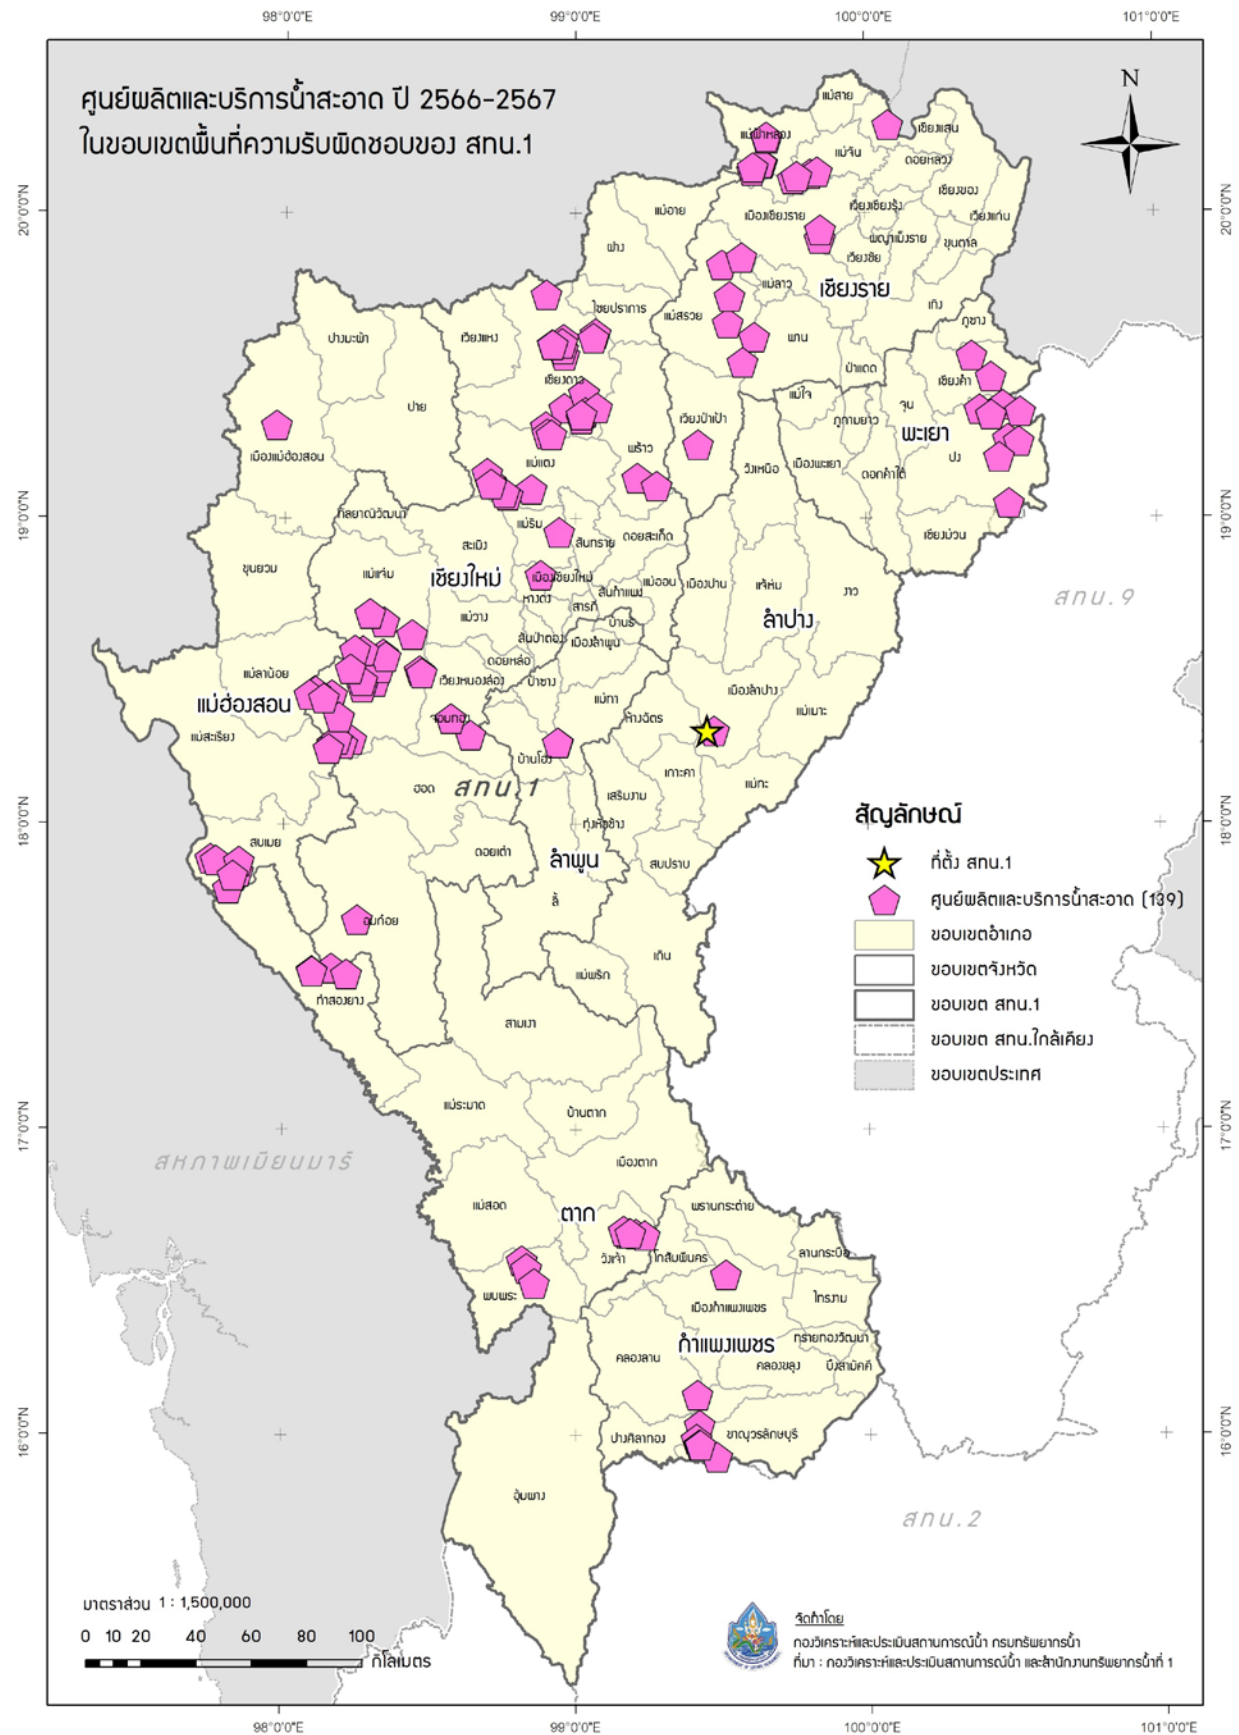 98°0'0"E 99°0'0"E 100°0'0"E 101°0'0"E
ศูนย์ผลิตและบริการน้ำสะอาด ปี 2566-2567
ในขอบเขตพื้นที่ความรับผิดชอบของ สทน.1
N
แม่สาย
แม่ฟ้าหลวง
เชียงแสน
แม่จัน
ดอยหลวง
เชียงของ
20°0'0"N
20°0'0"N
แม่อาย
เมืองเชียงราย
เวียงเชียงรุ้ง
เวียงแก่น
ฝาง
พญาเม็งราย
ขุนตาล
เวียงชัย
เชียงราย
แม่ลาว
ไชยปราการ
แม่สรวย
เทิง
ภูซาง
ปางมะผ้า
เวียงแหง
พาน
ป่าแดด
เชียงดาว
เชียงคำ
ปาย
แม่ใจ
จุน
เวียงป่าเป้า
ภูกามยาว
พะเยา
เมืองแม่ฮ่องสอน
พร้าว
แม่แตง
วังเหนือ
เมืองพะเยา
ปง
ดอกคำใต้
19°0'0"N
19°0'0"N
กัลยาณิวัฒนา
แม่ริม
สะเมิง
สันทราย
ดอยสะเก็ด
เชียงม่วน
ขุนยวม
แม่แจ่ม
เชียงใหม่
เมืองเชียงใหม่
แม่ออน
เมืองปาน
แจ้ห่ม
งาว
สทน.9
หางดง
สันกำแพง
สารภี
แม่วาง
บ้านธิ
ลำปาง
สันป่าตอง
เมืองลำพูน
ดอยหล่อ
แม่ลาน้อย
เวียงหนองล่อง
ป่าซาง
เมืองลำปาง
แม่ฮ่องสอน
แม่ทา
แม่เมาะ
จอมทอง
ห้างฉัตร
แม่สะเรียง
บ้านโฮ่ง
เกาะคา
ฮอด
สทน.1
แม่ทะ
เสริมงาม
18°0'0"N
18°0'0"N
ทุ่งหัวช้าง
สบเมย
ดอยเต่า
ลำพูน
สบปราบ
ลี้
อมก๋อย
เถิน
แม่พริก
ท่าสองยาง
สามเงา
สัญลักษณ์
ที่ตั้ง สทน.1
ศูนย์ผลิตและบริการน้ำสะอาด (139)
ขอบเขตอำเภอ
ขอบเขตจังหวัด
ขอบเขต สทน.1
ขอบเขต สทน.ใกล้เคียง
ขอบเขตประเทศ
แม่ระมาด
บ้านตาก
17°0'0"N
17°0'0"N
สหภาพเมียนมาร์
เมืองตาก
แม่สอด
ตาก
พรานกระต่าย
วังเจ้า
โกสัมพีนคร
ลานกระบือ
พบพระ
เมืองกำแพงเพชร
ไทรงาม
กำแพงเพชร
ทรายทองวัฒนา
คลองลาน
คลองขลุง
บึงสามัคคี
16°0'0"N
16°0'0"N
ปางศิลาทอง
ขาณุวรลักษบุรี
อุ้มผาง
สทน.2
มาตราส่วน 1 : 1,500,000
0 10 20 40 60 80 100
กิโลเมตร
จัดทำโดย
กองวิเคราะห์และประเมินสถานการณ์น้ำ กรมทรัพยากรน้ำ
ที่มา : กองวิเคราะห์และประเมินสถานการณ์น้ำ และสำนักงานทรัพยากรน้ำที่ 1
98°0'0"E 99°0'0"E 100°0'0"E 101°0'0"E